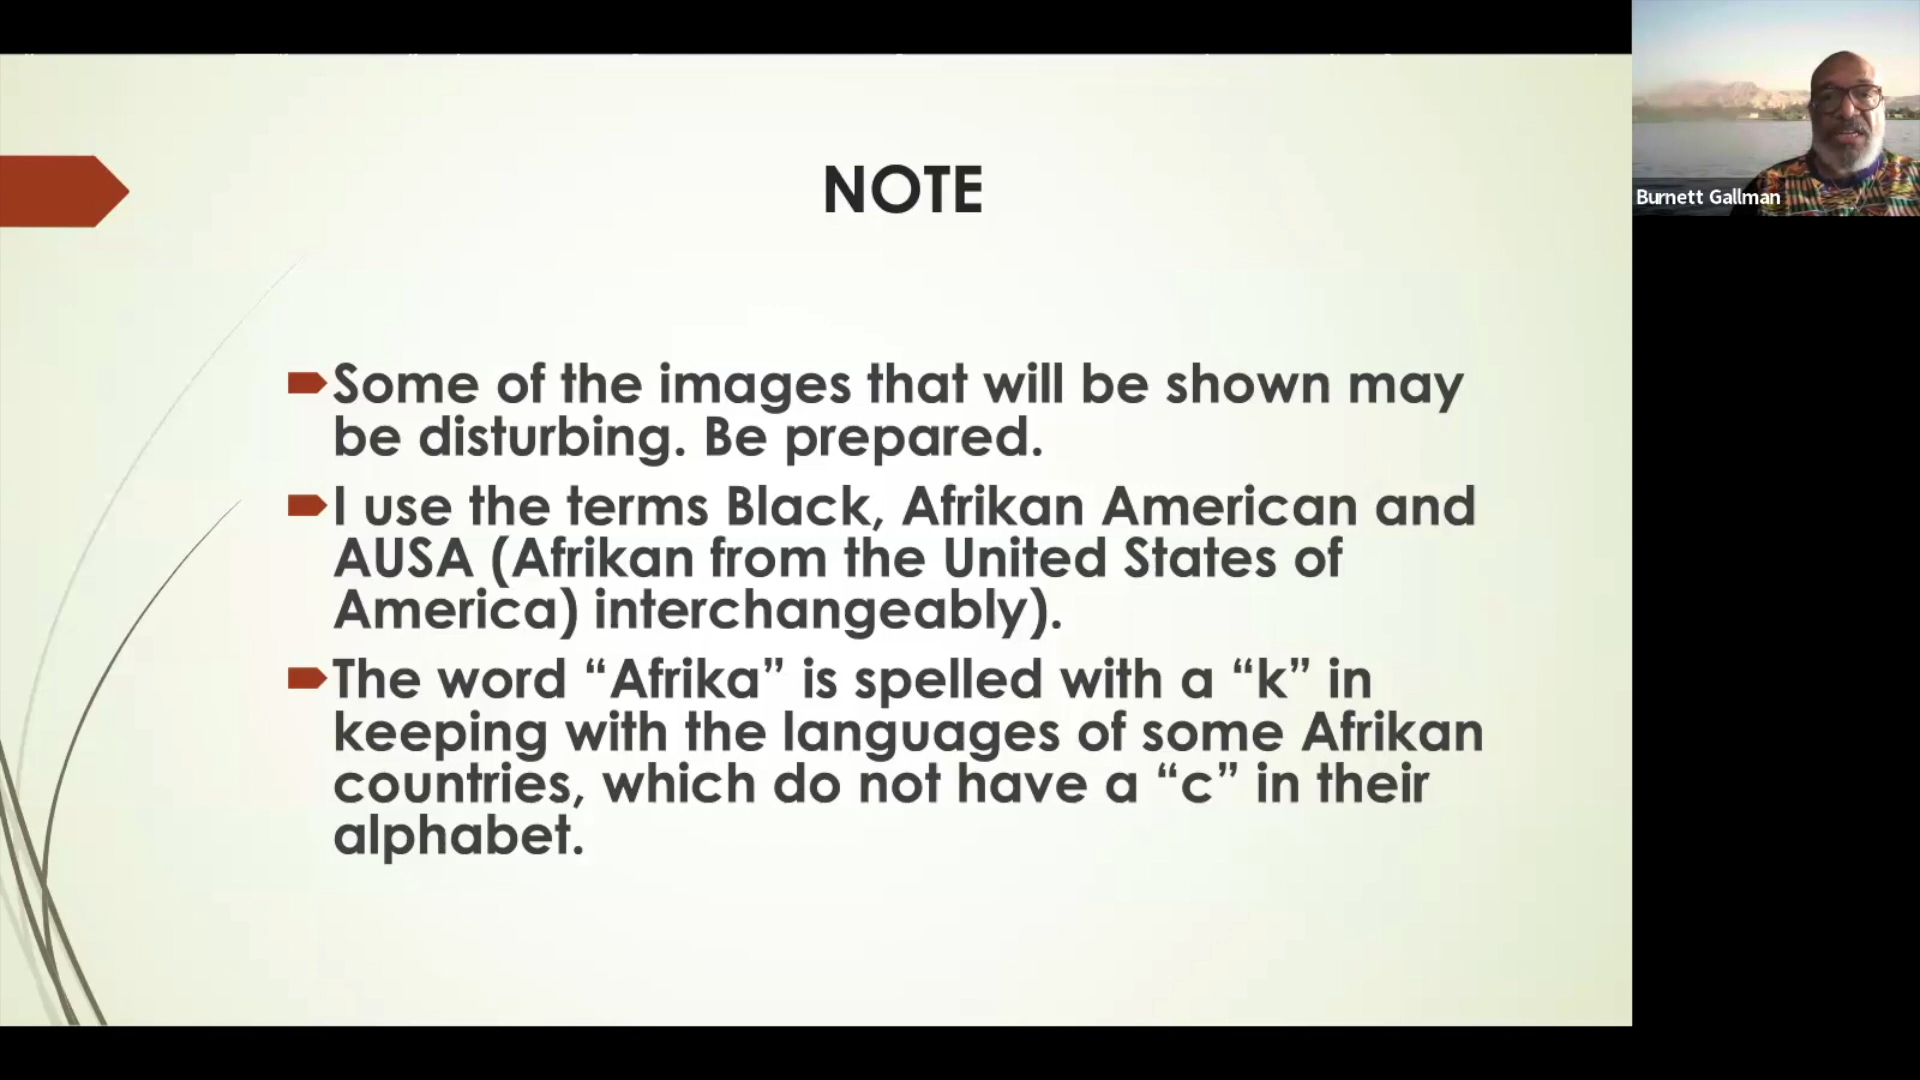 NOTE
Some of the images that will be shown may
be disturbing. Be prepared.
I use the terms Black, Afrikan American and
AUSA (Afrikan from the United States of
America) interchangeably).
The word “Afrika” is spelled with a “k” in
keeping with the languages of some Afrikan
countries, which do not have a “c” in their
alphabet.
Burnett Gallman